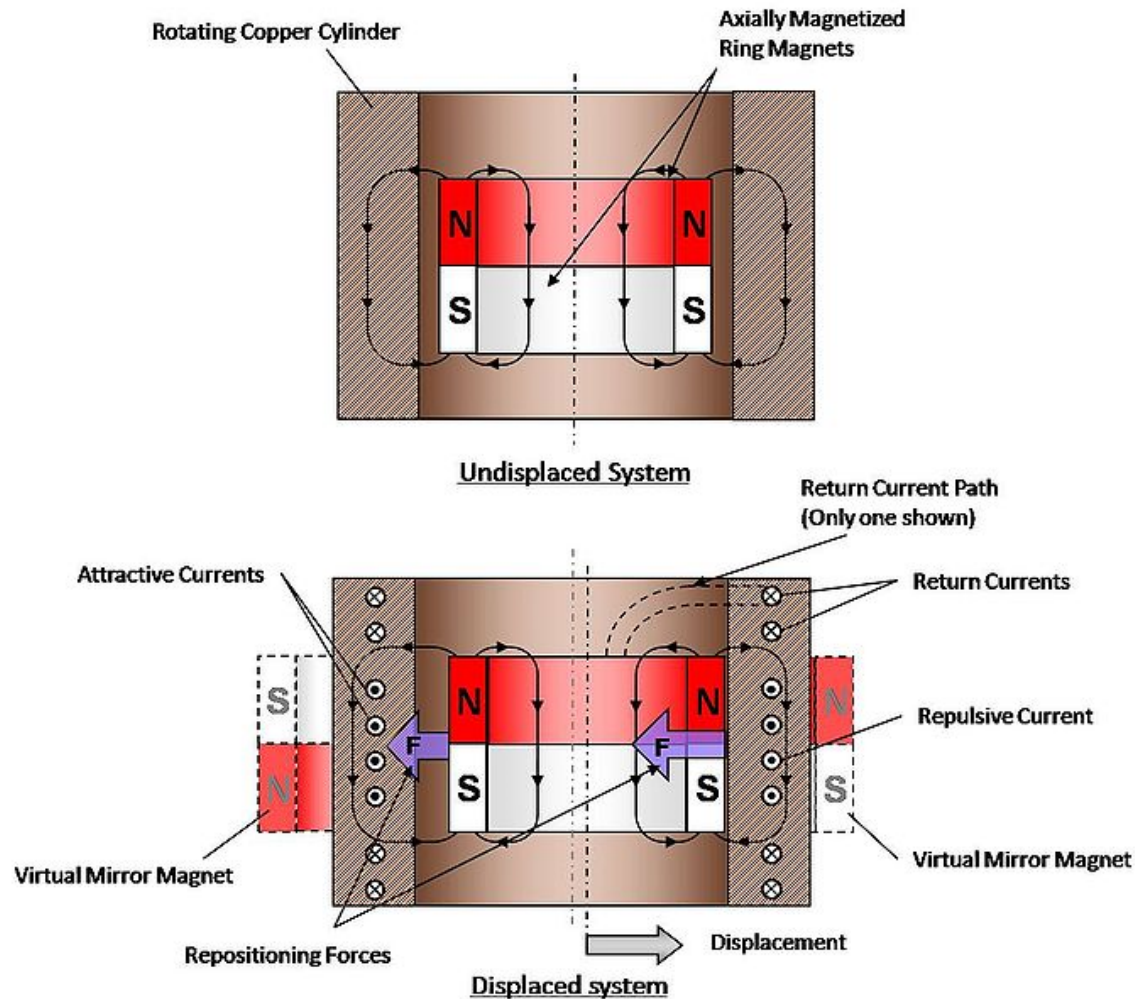 Rotating Copper Cylinder
Axially Magnetized
Ring Magnets
N
N
S
S
Undisplaced System
Return Current Path
(Only one shown)
Attractive Currents
Return Currents
S
N
N
N
Repulsive Current
F
F
N
S
S
S
Virtual Mirror Magnet
Virtual Mirror Magnet
Repositioning Forces
Displacement
Displaced system